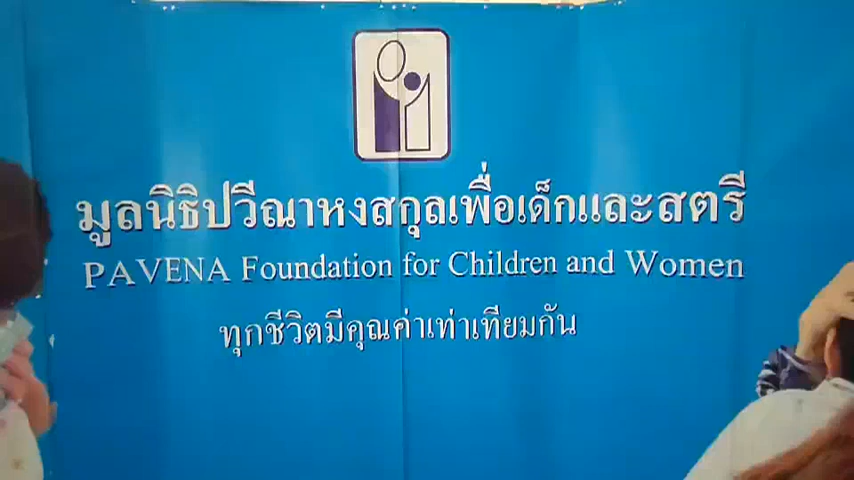 มูลนิธิปวีณาหงสกุลเพื่อเด็กและสตรี
PAVENA Foundation for Children and Women
ทุกชีวิตมีคุณค่าเท่าเทียมกัน